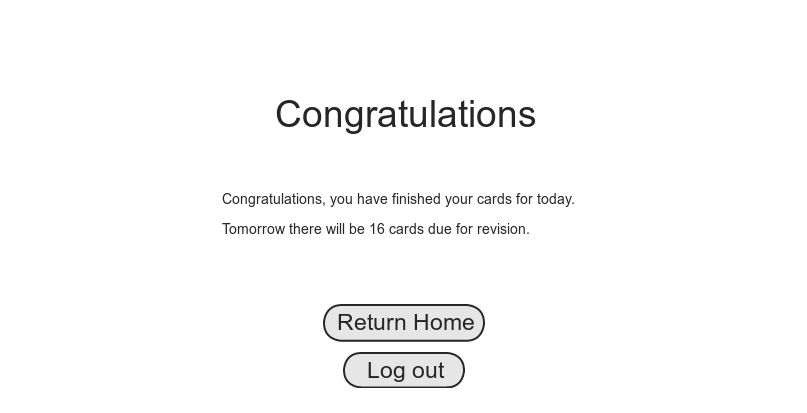 Congratulations
Congratulations, you have finished your cards for today.
Tomorrow there will be 16 cards due for revision.
Return Home
Log out